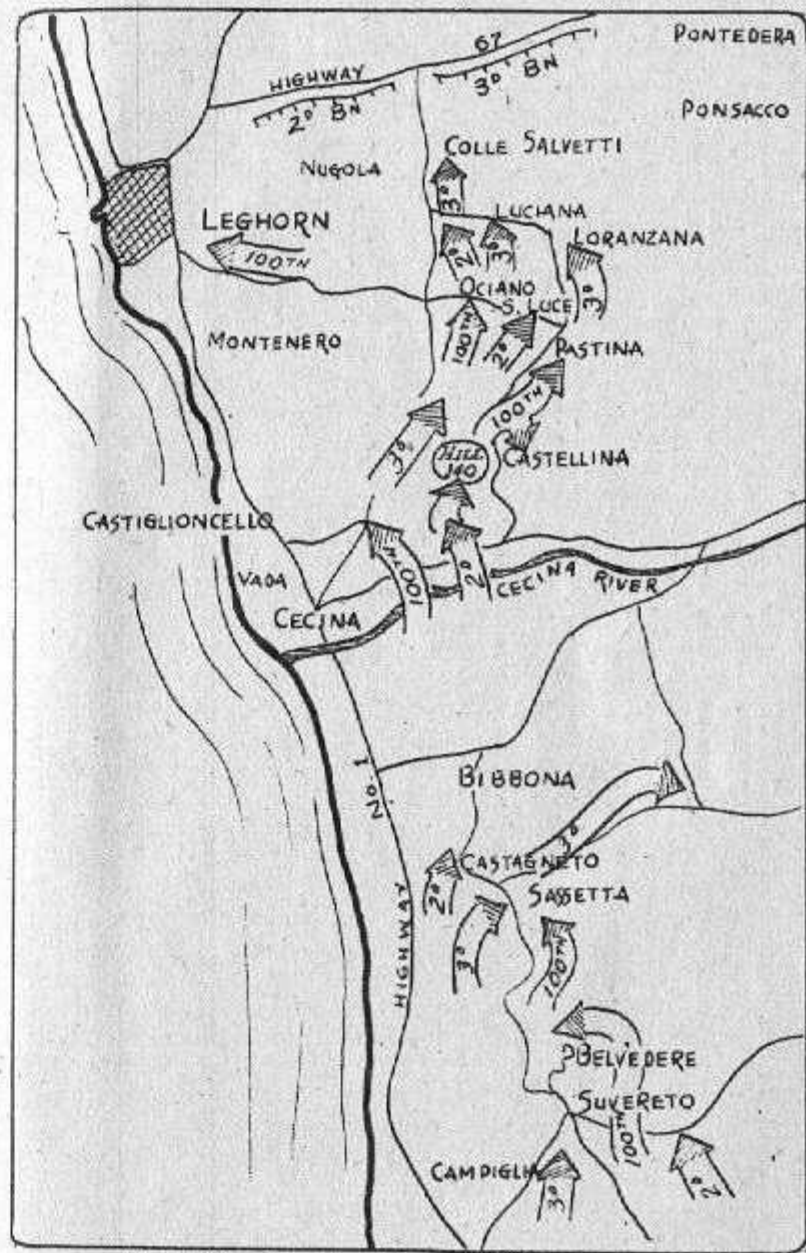 PONTEDERA
HIGHWAY 67
2D BN
3D BN
PONSACCO
COLLE SALVETTI
NUGOLA
3D
LUCIANA
LEGHORN
LORANZANA
100TH
2D
3D
3D
OCIANO
S. LUCE
MONTENERO
100TH
2D
PASTINA
100TH
3D
HILL 140
CASTELLINA
CASTIGLIONCELLO
VADA
100TH
2D
CECINA RIVER
CECINA
HIGHWAY NO. 1
BIBBONA
3D
CASTAGNETO
2D
SASSETTA
3D
100TH
BELVEDERE
SUVERETO
100TH
CAMPIGLIA
3D
2D